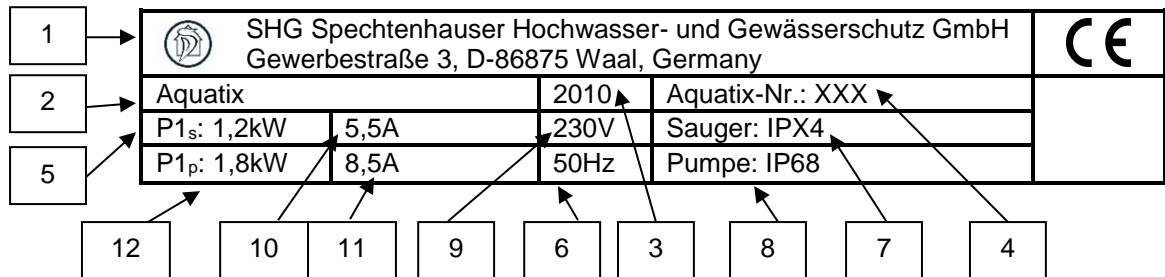 1
SHG Spechtenhauser Hochwasser- und Gewässerschutz GmbH
Gewerbestraße 3, D-86875 Waal, Germany
CE
2
Aquatix 2010 Aquatix-Nr.: XXX
P1s: 1,2kW 5,5A 230V Sauger: IPX4
5
P1p: 1,8kW 8,5A 50Hz Pumpe: IP68
12 10 11 9 6 3 8 7 4